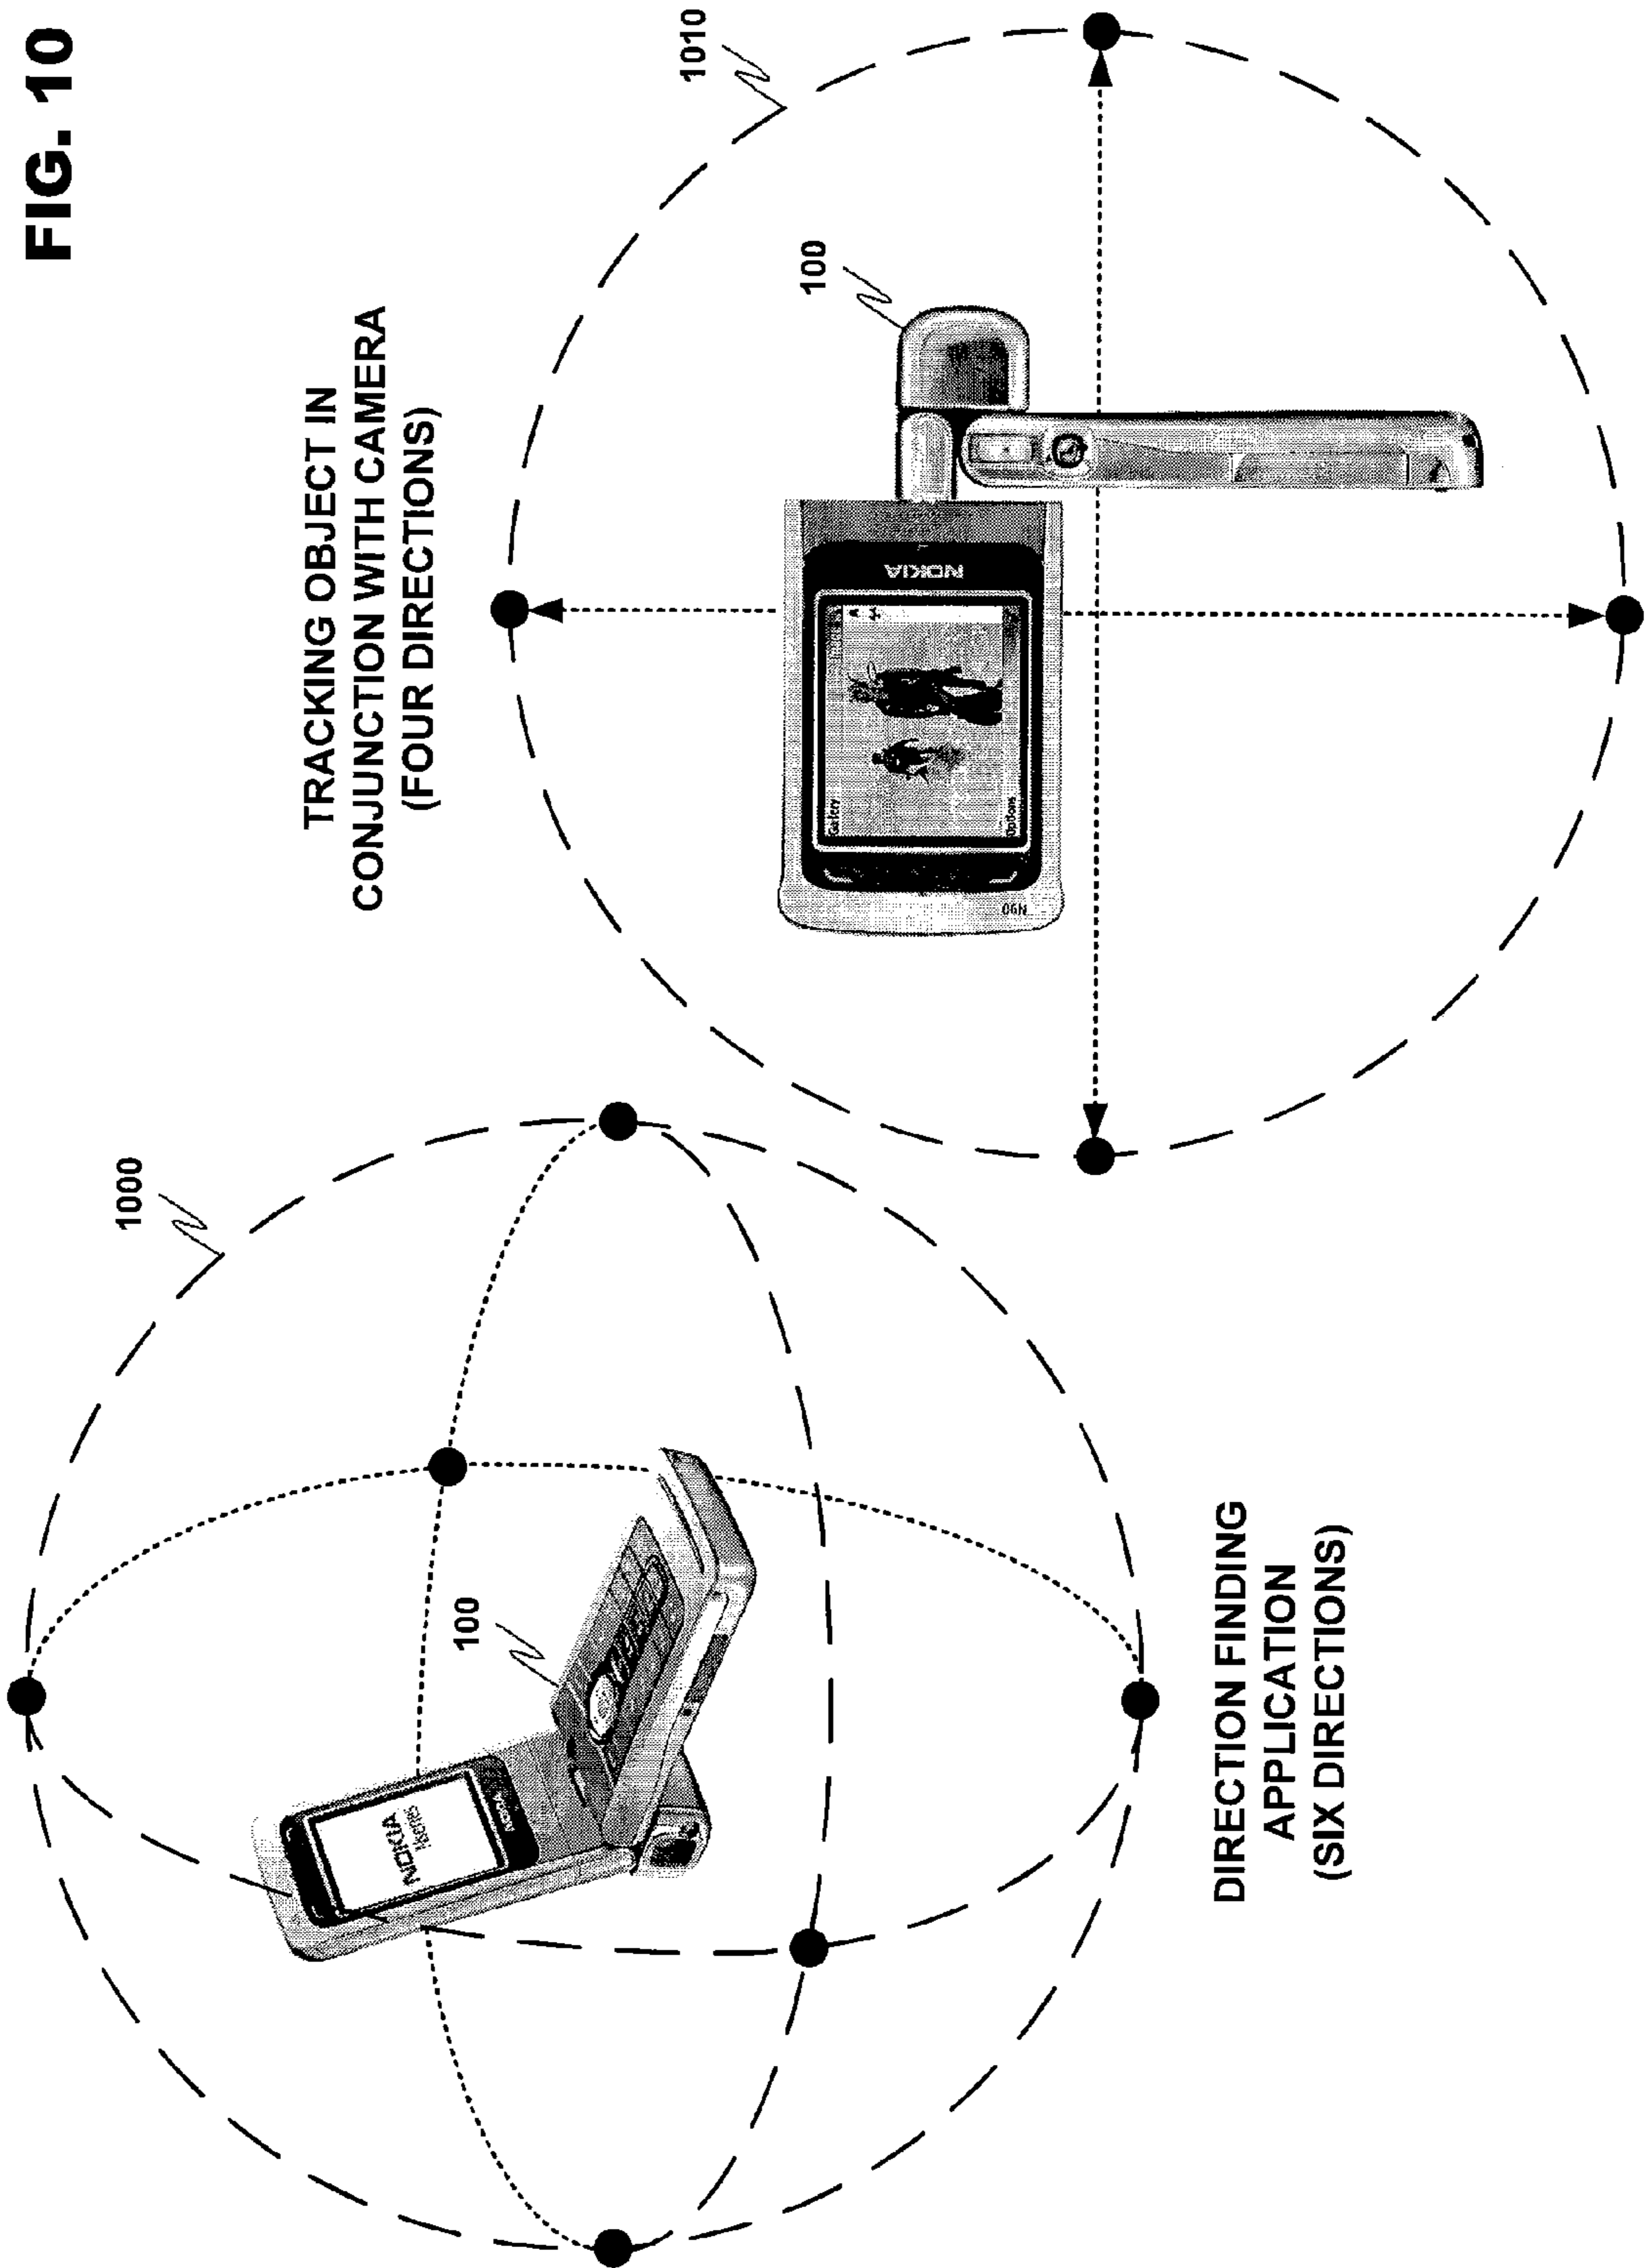 FIG. 10
DIRECTION FINDING
APPLICATION
(SIX DIRECTIONS)
1000
100
NOKIA
NOKIA
TRACKING OBJECT IN
CONJUNCTION WITH CAMERA
(FOUR DIRECTIONS)
1010
100
NOKIA
Gallery
Options
N90